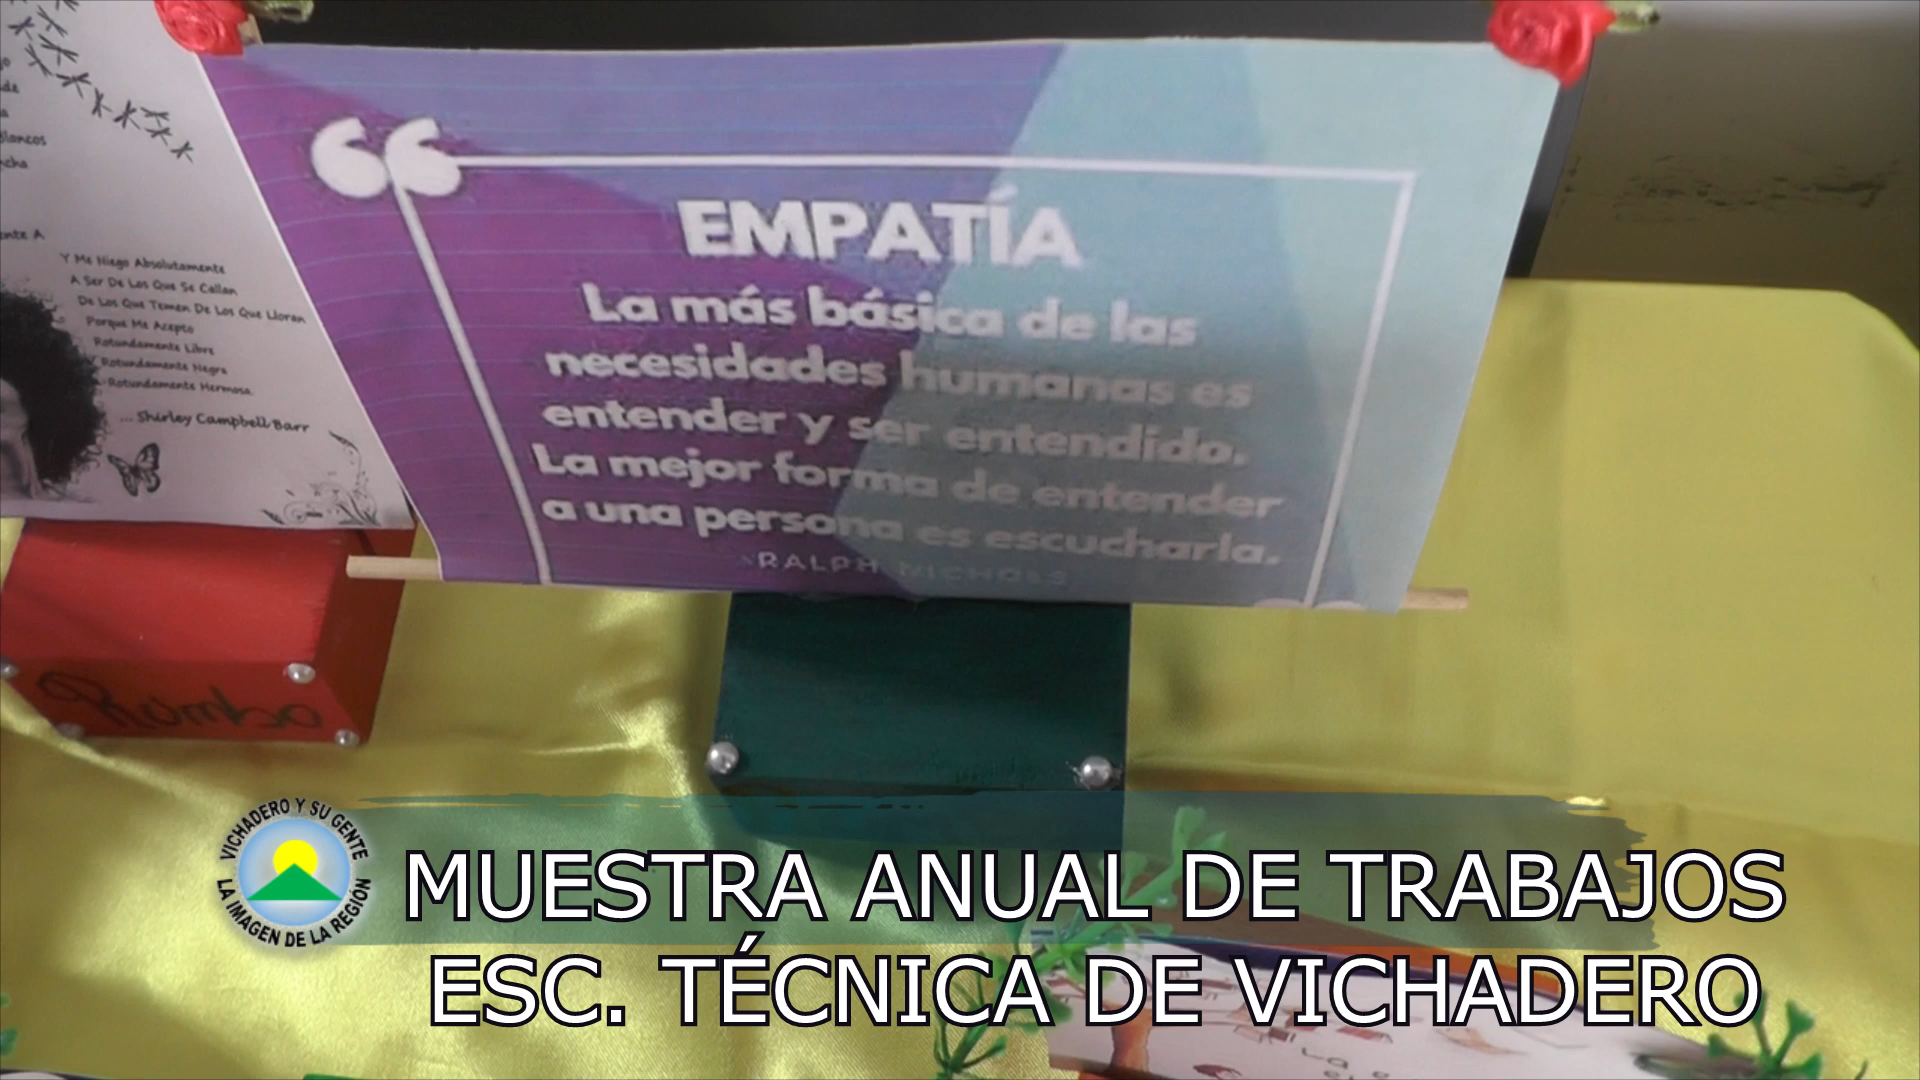 Blancos
Y Me Niego Absolutamente
A Ser De Los Que Se Callan
De Los Que Temen De Los Que Lloran
Porque Me Acepto
Rotundamente Libre
Rotundamente Negra
Rotundamente Hermosa
... Shirley Campbell Barr
EMPATÍA
La más básica de las
necesidades humanas es
entender y ser entendido.
La mejor forma de entender
a una persona es escucharla.
-RALPH NICHOLS
VICHADERO Y SU GENTE
LA IMAGEN DE LA REGIÓN
MUESTRA ANUAL DE TRABAJOS
ESC. TÉCNICA DE VICHADERO